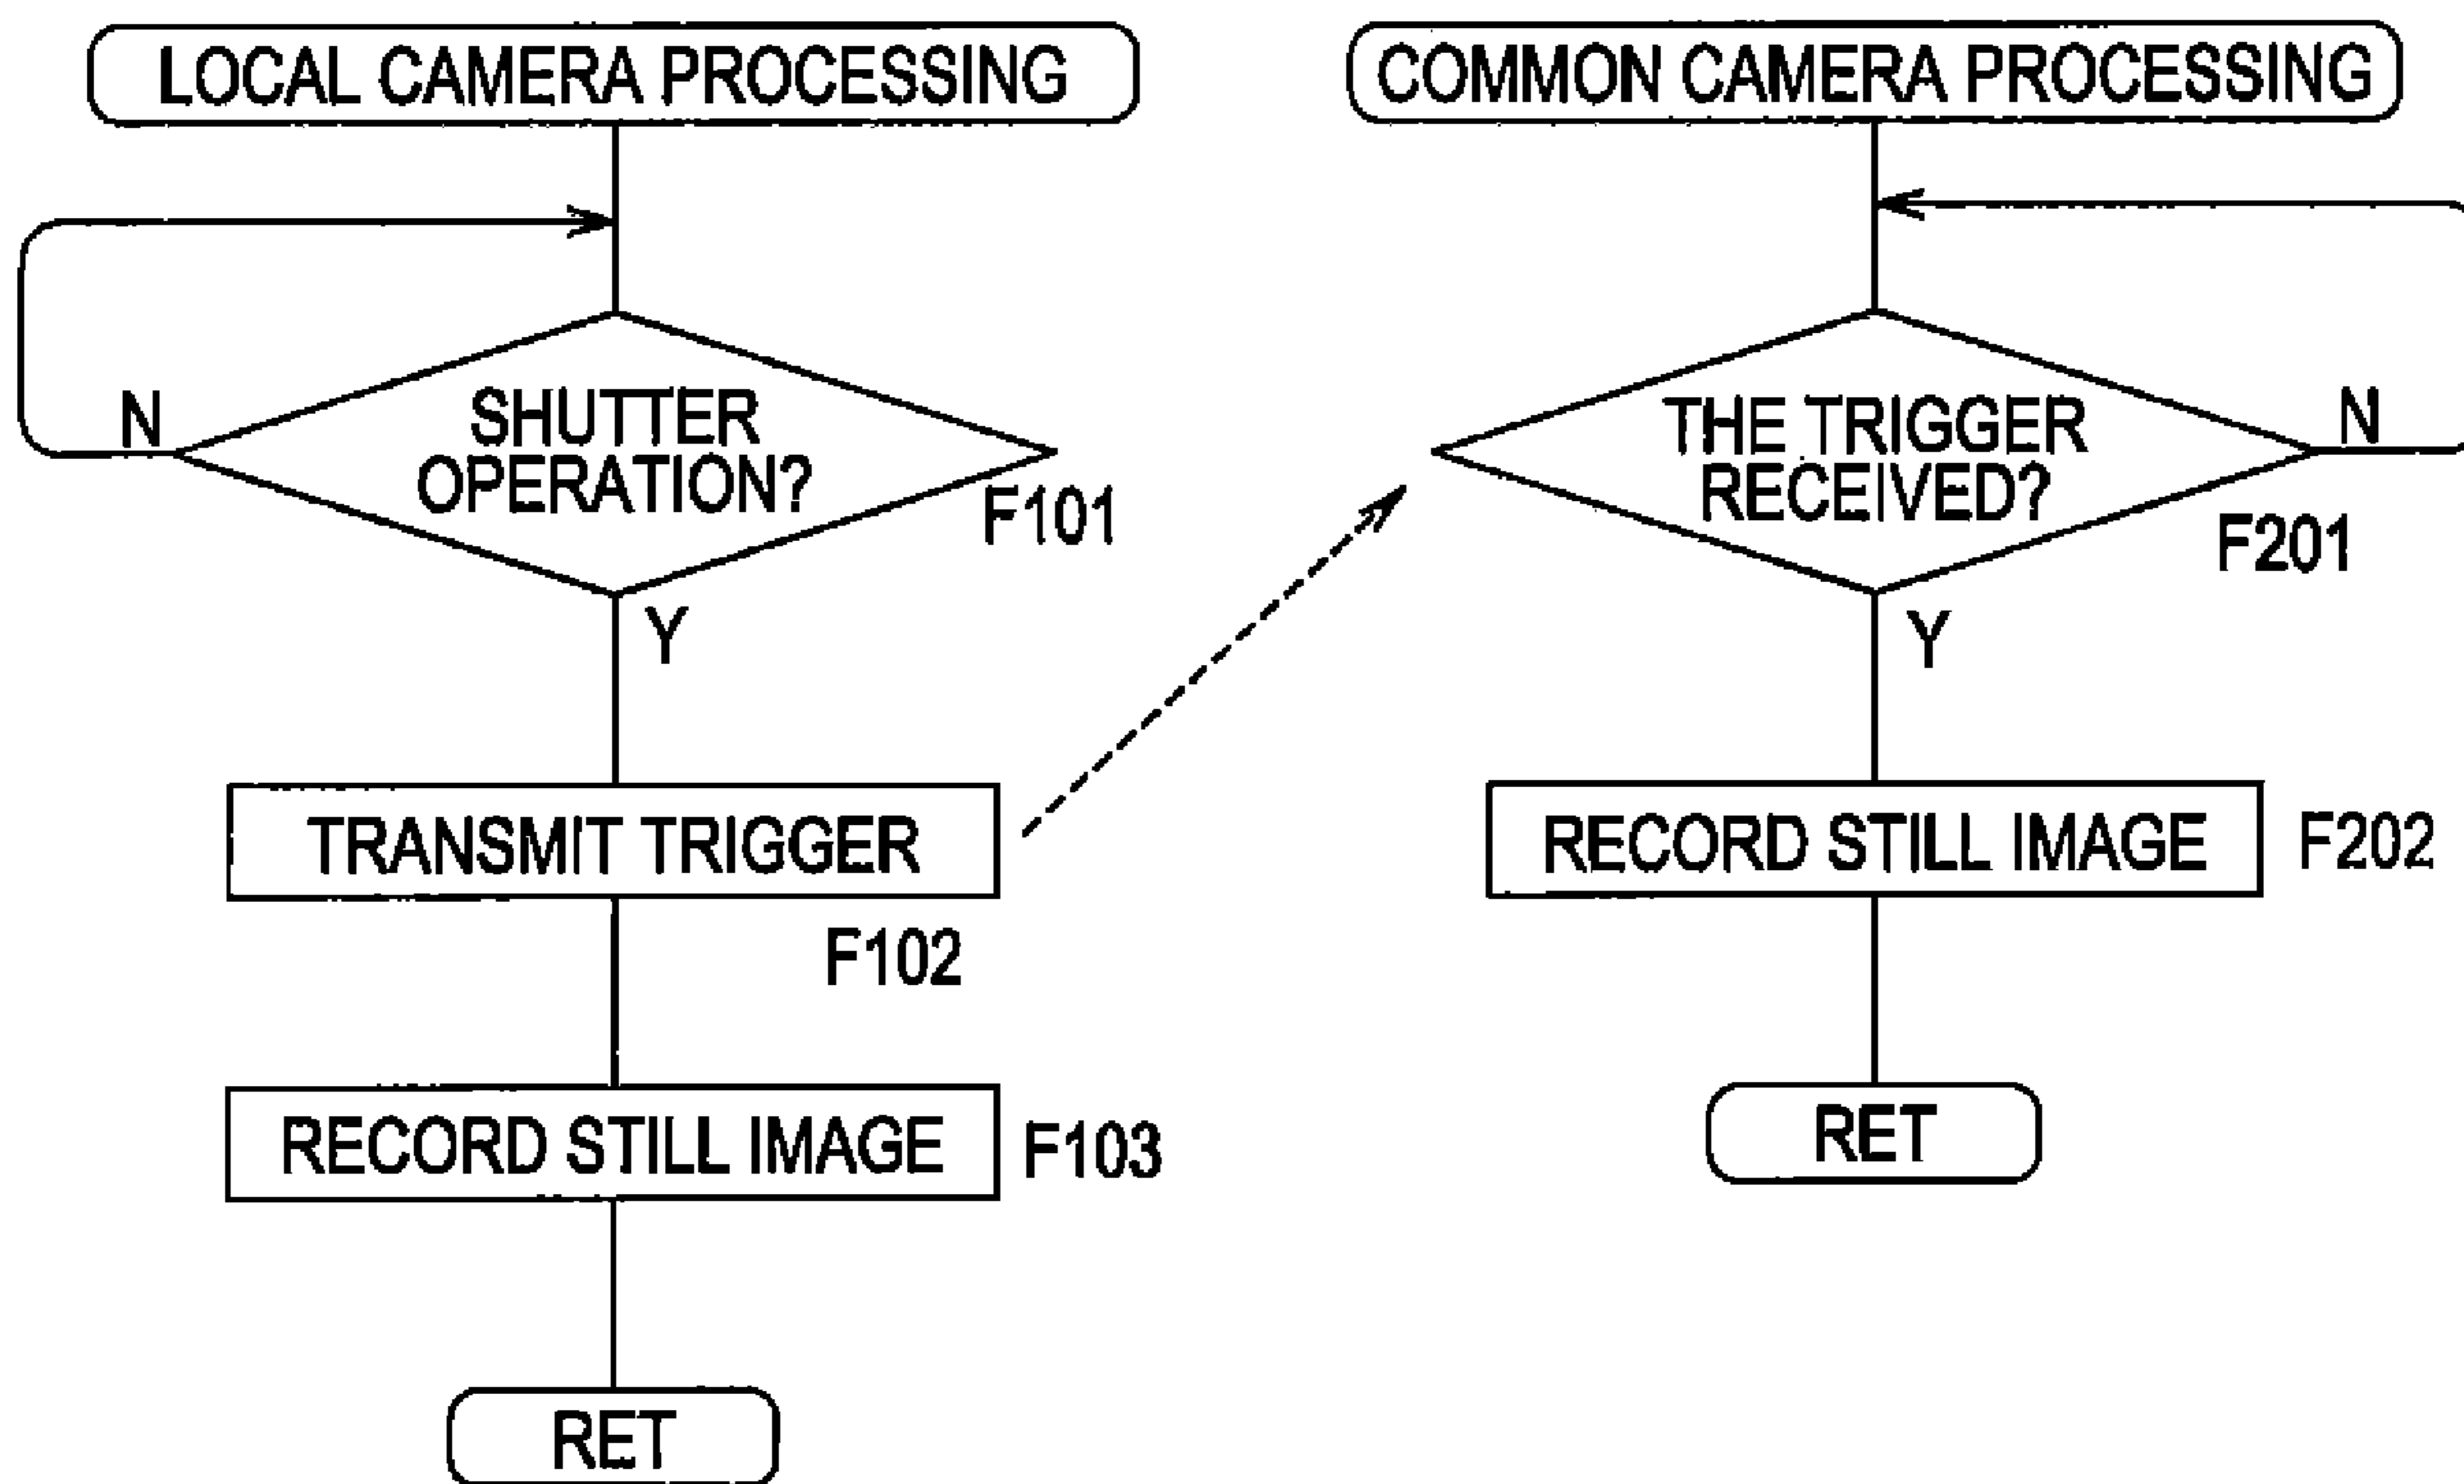 LOCAL CAMERA PROCESSING
N
SHUTTER
OPERATION?
F101
Y
TRANSMIT TRIGGER
F102
RECORD STILL IMAGE
F103
RET
COMMON CAMERA PROCESSING
THE TRIGGER
RECEIVED?
N
F201
Y
RECORD STILL IMAGE
F202
RET